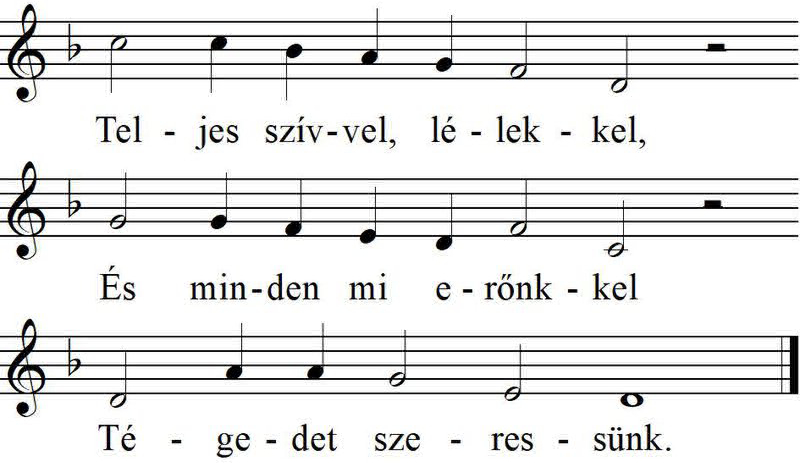 Tel - jes szív-vel, lé - lek - kel,
És min-den mi e - rőnk - kel
Té - ge - det sze - res - sünk.